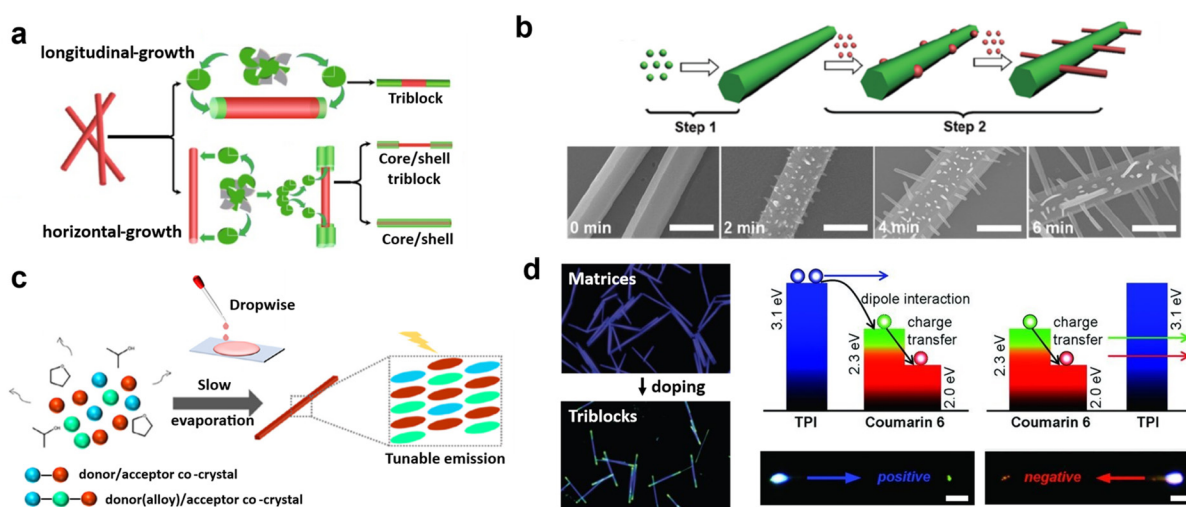 a
longitudinal-growth
Triblock
Core/shell
triblock
horizontal-growth
Core/shell
b
Step 1
Step 2
0 min
2 min
4 min
6 min
c
Dropwise
Slow
evaporation
Tunable emission
donor/acceptor co-crystal
donor(alloy)/acceptor co-crystal
d
Matrices
doping
Triblocks
3.1 eV
dipole interaction
charge
transfer
2.3 eV
2.0 eV
TPI
Coumarin 6
charge
transfer
2.3 eV
2.0 eV
3.1 eV
Coumarin 6
TPI
positive
negative